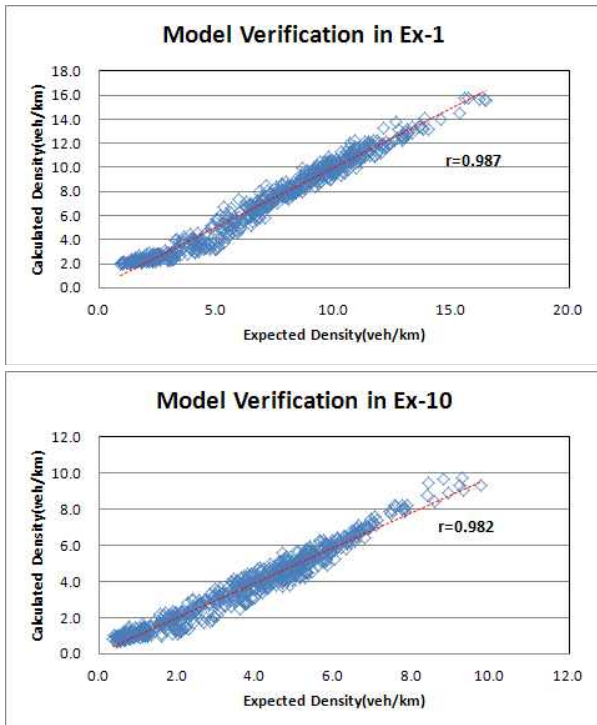 Model Verification in Ex-1
Calculated Density(veh/km)
18.0
16.0
14.0
12.0
10.0
8.0
6.0
4.0
2.0
0.0
r=0.987
0.0 5.0 10.0 15.0 20.0
Expected Density(veh/km)
Model Verification in Ex-10
Calculated Density(veh/km)
12.0
10.0
8.0
6.0
4.0
2.0
0.0
r=0.982
0.0 2.0 4.0 6.0 8.0 10.0 12.0
Expected Density(veh/km)